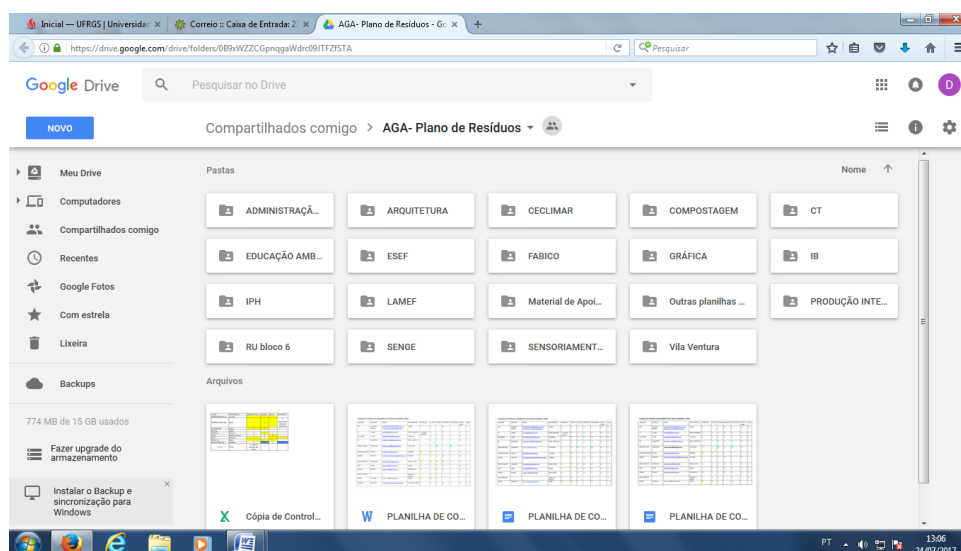 Inicial — UFRGS | Universida
Correio :: Caixa de Entrada: 2
AGA- Plano de Resíduos - Go
https://drive.google.com/drive/folders/0B9xWZZCGpnqgaWdrc09JTFZfSTA
Pesquisar
Google Drive
Pesquisar no Drive
D
NOVO
Compartilhados comigo > AGA- Plano de Resíduos
Meu Drive
Computadores
Compartilhados comigo
Recentes
Google Fotos
Com estrela
Lixeira
Backups
774 MB de 15 GB usados
Fazer upgrade do
armazenamento
Instalar o Backup e
sincronização para
Windows
Pastas
Nome
ADMINISTRAÇÃ...
ARQUITETURA
CECLIMAR
COMPOSTAGEM
CT
EDUCAÇÃO AMB...
ESEF
FABICO
GRÁFICA
IB
IPH
LAMEF
Material de Apoi...
Outras planilhas ...
PRODUÇÃO INTE...
RU bloco 6
SENGE
SENSORIAMENT...
Vila Ventura
Arquivos
X Cópia de Control...
W PLANILHA DE CO...
PLANILHA DE CO...
PLANILHA DE CO...
PT
13:06
24/07/2017